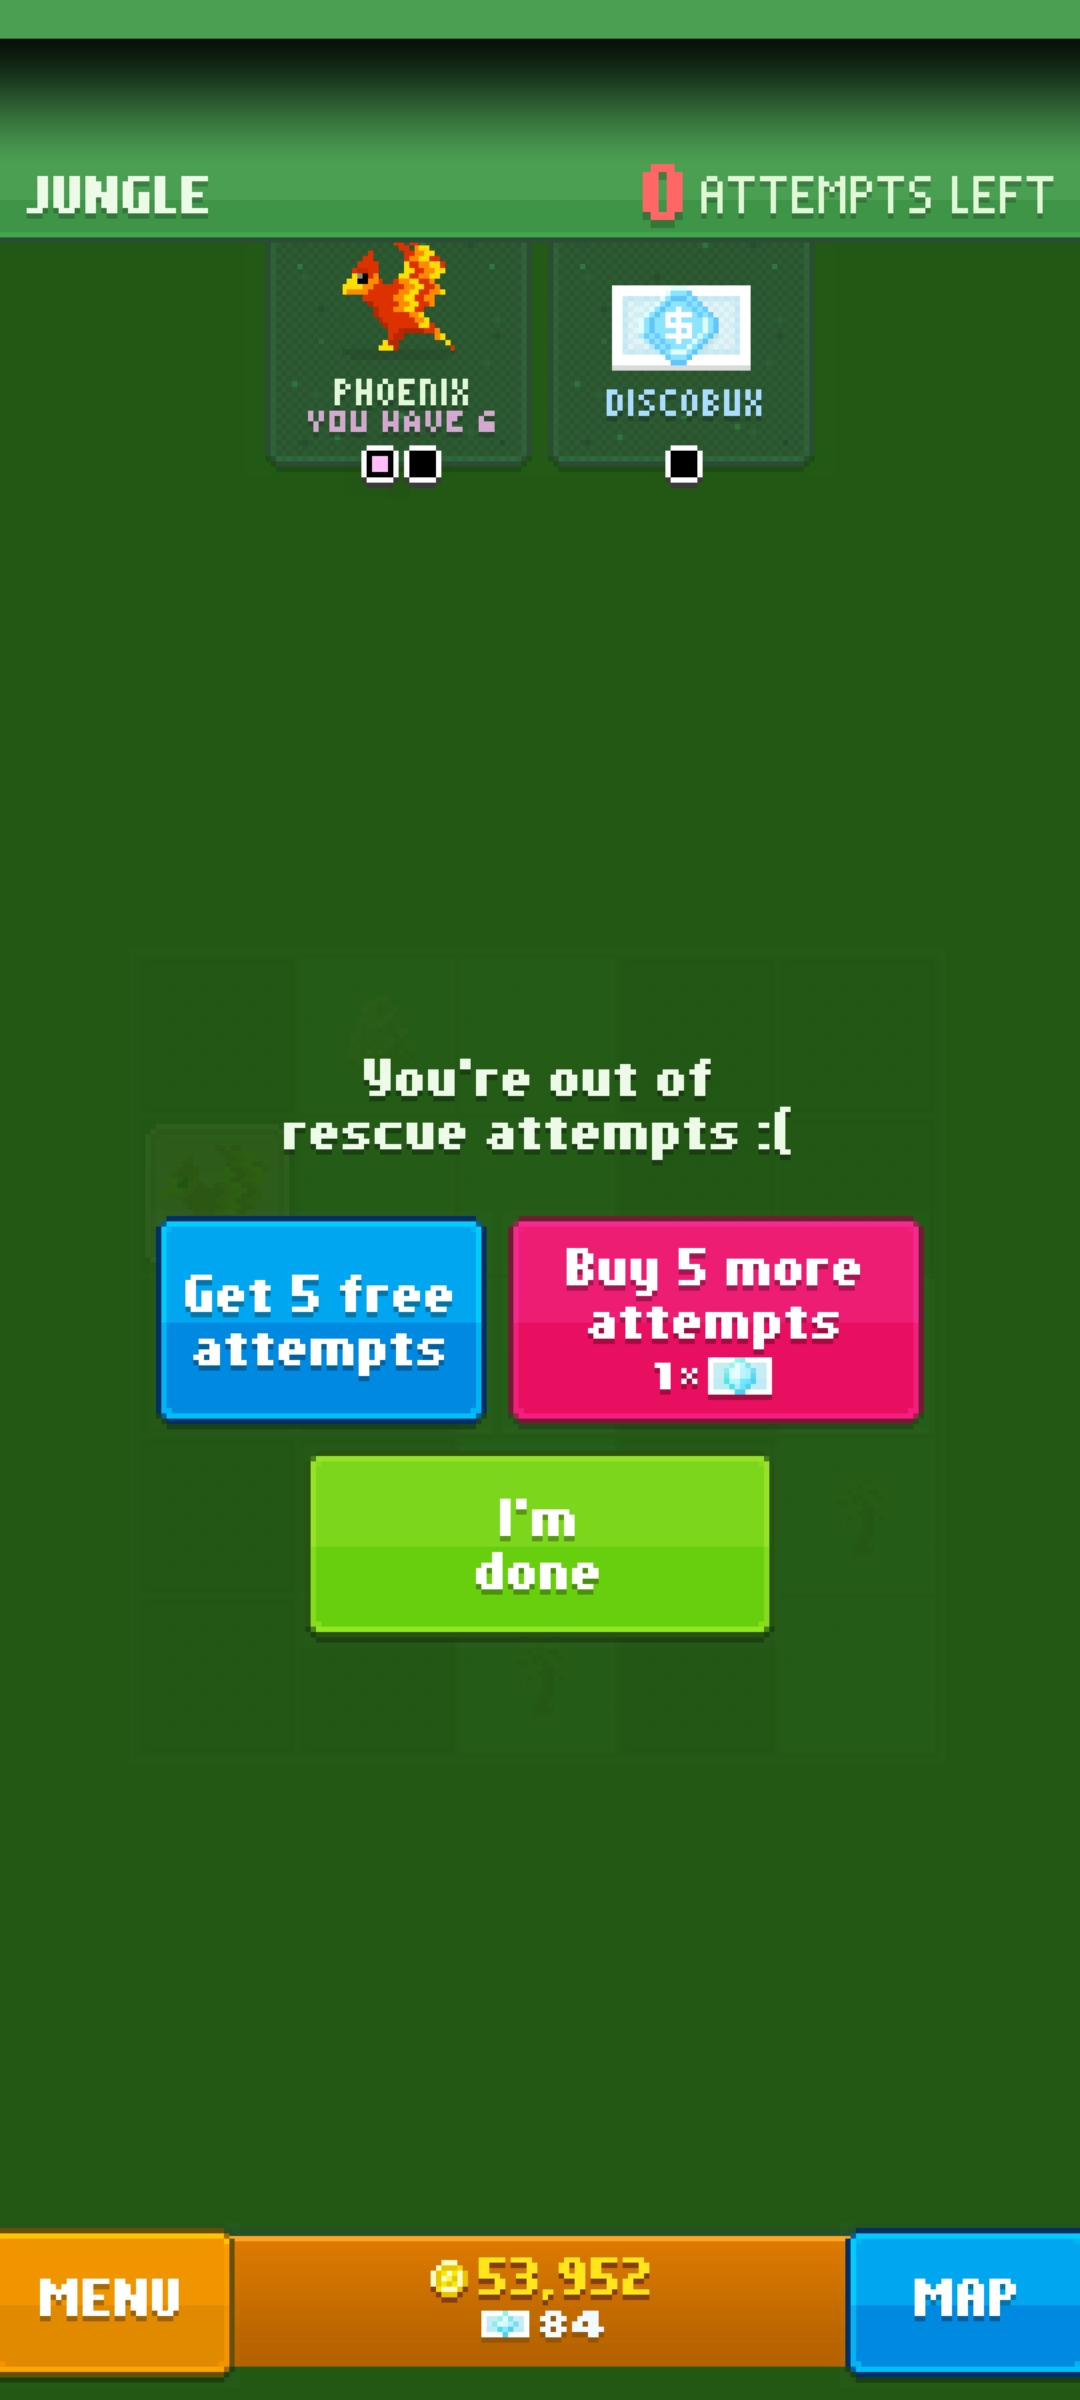 JUNGLE
0 ATTEMPTS LEFT
PHOENIX
YOU HAVE 6
$
DISCOBUX
You're out of
rescue attempts :(
Get 5 free
attempts
Buy 5 more
attempts
1×
I'm
done
MENU
53,952
84
MAP